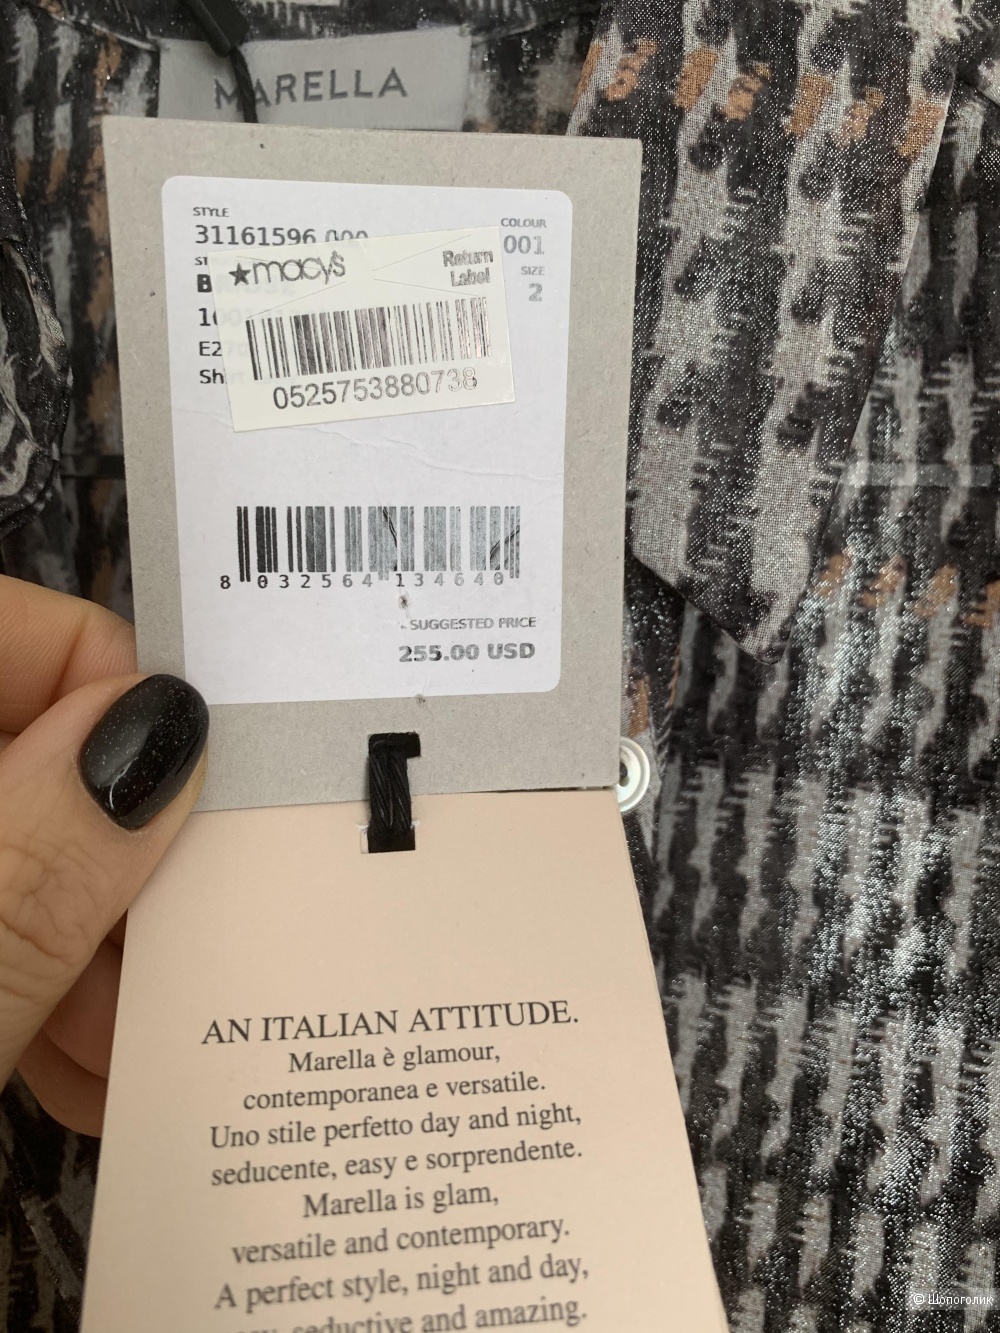 MARELLA
STYLE
31161596 000
COLOUR
001
SIZE
2
★macy's
Return
Label
0525753880738
8 032564 134640
SUGGESTED PRICE
255.00 USD
AN ITALIAN ATTITUDE.
Marella è glamour,
contemporanea e versatile.
Uno stile perfetto day and night,
seducente, easy e sorprendente.
Marella is glam,
versatile and contemporary.
A perfect style, night and day,
seductive and amazing.
© Шопоголик